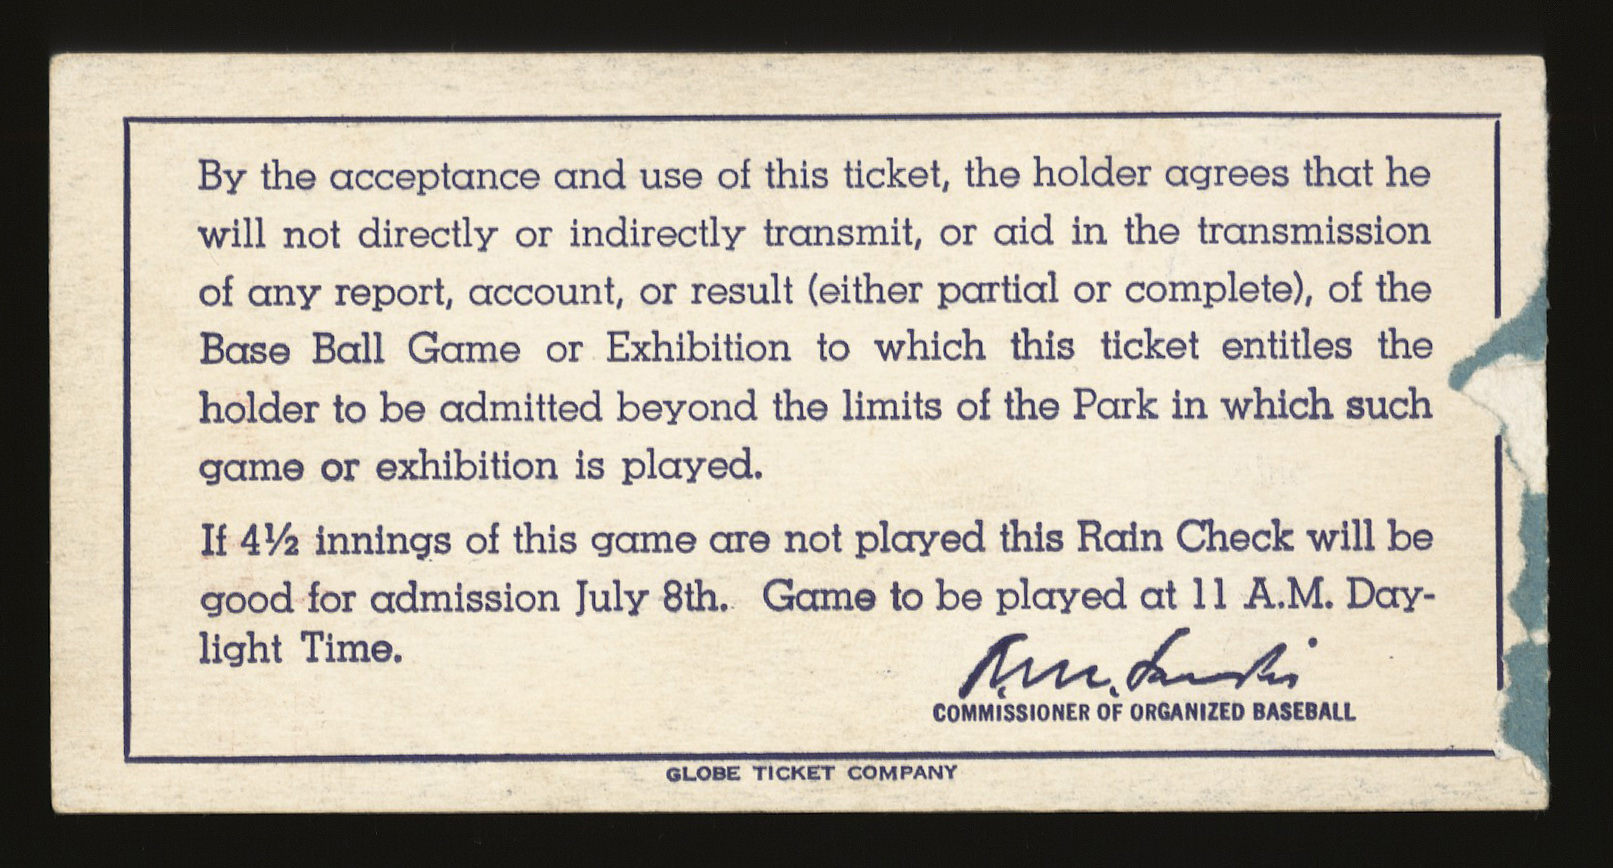 By the acceptance and use of this ticket, the holder agrees that he
will not directly or indirectly transmit, or aid in the transmission
of any report, account, or result (either partial or complete), of the
Base Ball Game or Exhibition to which this ticket entitles the
holder to be admitted beyond the limits of the Park in which such
game or exhibition is played.
If 4½ innings of this game are not played this Rain Check will be
good for admission July 8th. Game to be played at 11 A.M. Day-
light Time.
K. M. Landis
COMMISSIONER OF ORGANIZED BASEBALL
GLOBE TICKET COMPANY